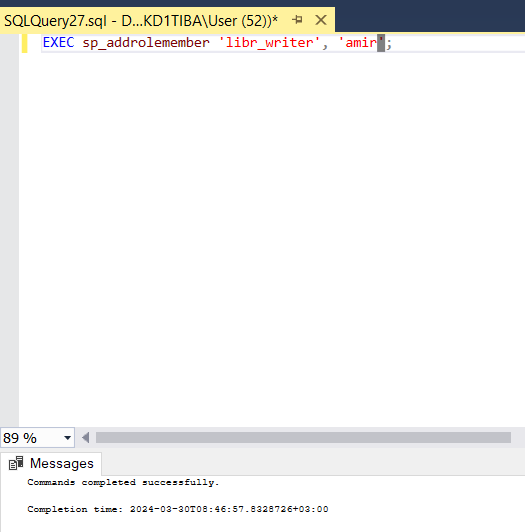 SQLQuery27.sql - D...KD1TIBA\User (52))*
EXEC sp_addrolemember 'libr_writer', 'amir';
89 %
Messages
Commands completed successfully.
Completion time: 2024-03-30T08:46:57.8328726+03:00